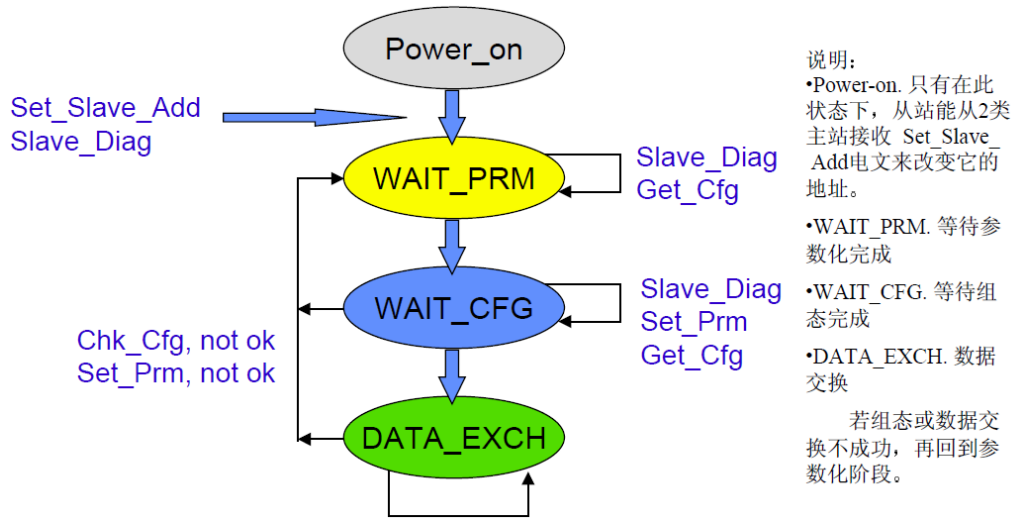 Power_on
Set_Slave_Add
Slave_Diag
WAIT_PRM
Slave_Diag
Get_Cfg
WAIT_CFG
Slave_Diag
Set_Prm
Get_Cfg
Chk_Cfg, not ok
Set_Prm, not ok
DATA_EXCH
说明:
•Power-on. 只有在此
状态下，从站能从2类
主站接收 Set_Slave_
Add电文来改变它的
地址。
•WAIT_PRM. 等待参
数化完成
•WAIT_CFG. 等待组
态完成
•DATA_EXCH. 数据
交换
若组态或数据交
换不成功，再回到参
数化阶段。